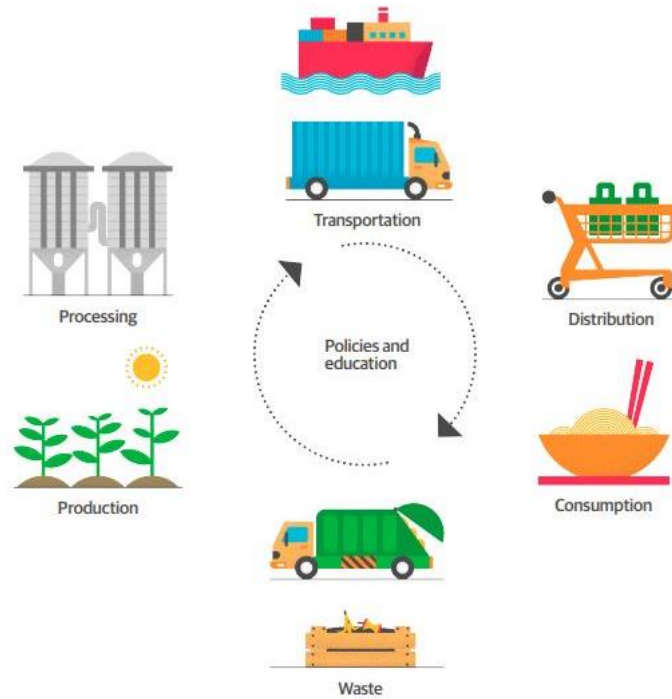 Transportation
Processing
Distribution
Policies and
education
Production
Consumption
Waste